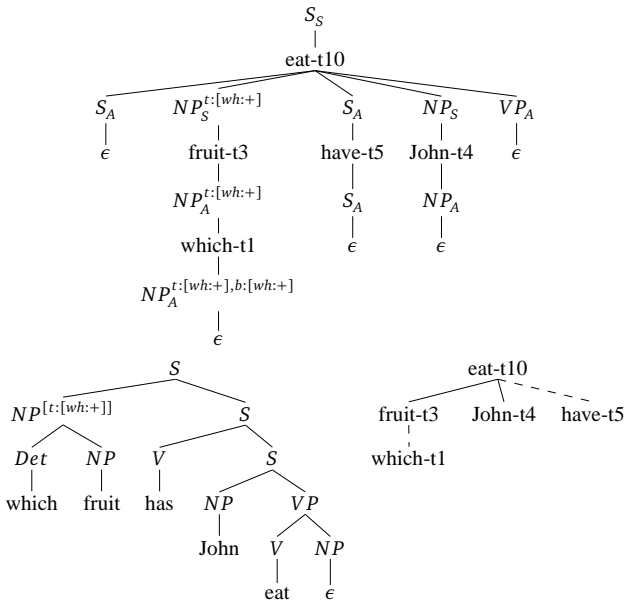 S_S
eat-t10
S_A NP_S^{t:[wh:+]} S_A NP_S VP_A
ϵ fruit-t3 have-t5 John-t4 ϵ
NP_A^{t:[wh:+]} S_A NP_A
which-t1 ϵ ϵ
NP_A^{t:[wh:+],b:[wh:+]}
ϵ
S
NP^{[t:[wh:+]]} S
Det NP V S
which fruit has NP VP
John V NP
eat ϵ
eat-t10
fruit-t3 John-t4 have-t5
which-t1